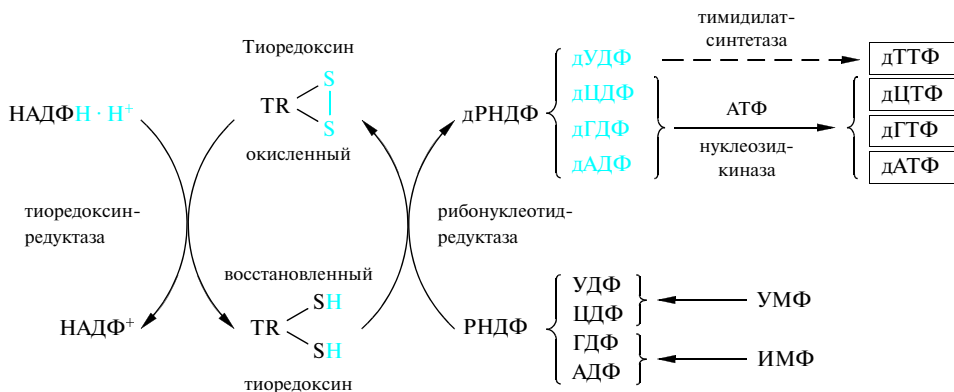 Тиоредоксин
TR
S
S
окисленный
НАДФН · Н⁺
тиоредоксин-
редуктаза
НАДФ⁺
восстановленный
TR
SH
SH
тиоредоксин
рибонуклеотид-
редуктаза
дРНДФ
дУДФ
дЦДФ
дГДФ
дАДФ
тимидилат-
синтетаза
АТФ
нуклеозид-
киназа
дТТФ
дЦТФ
дГТФ
дАТФ
РНДФ
УДФ
ЦДФ
ГДФ
АДФ
УМФ
ИМФ